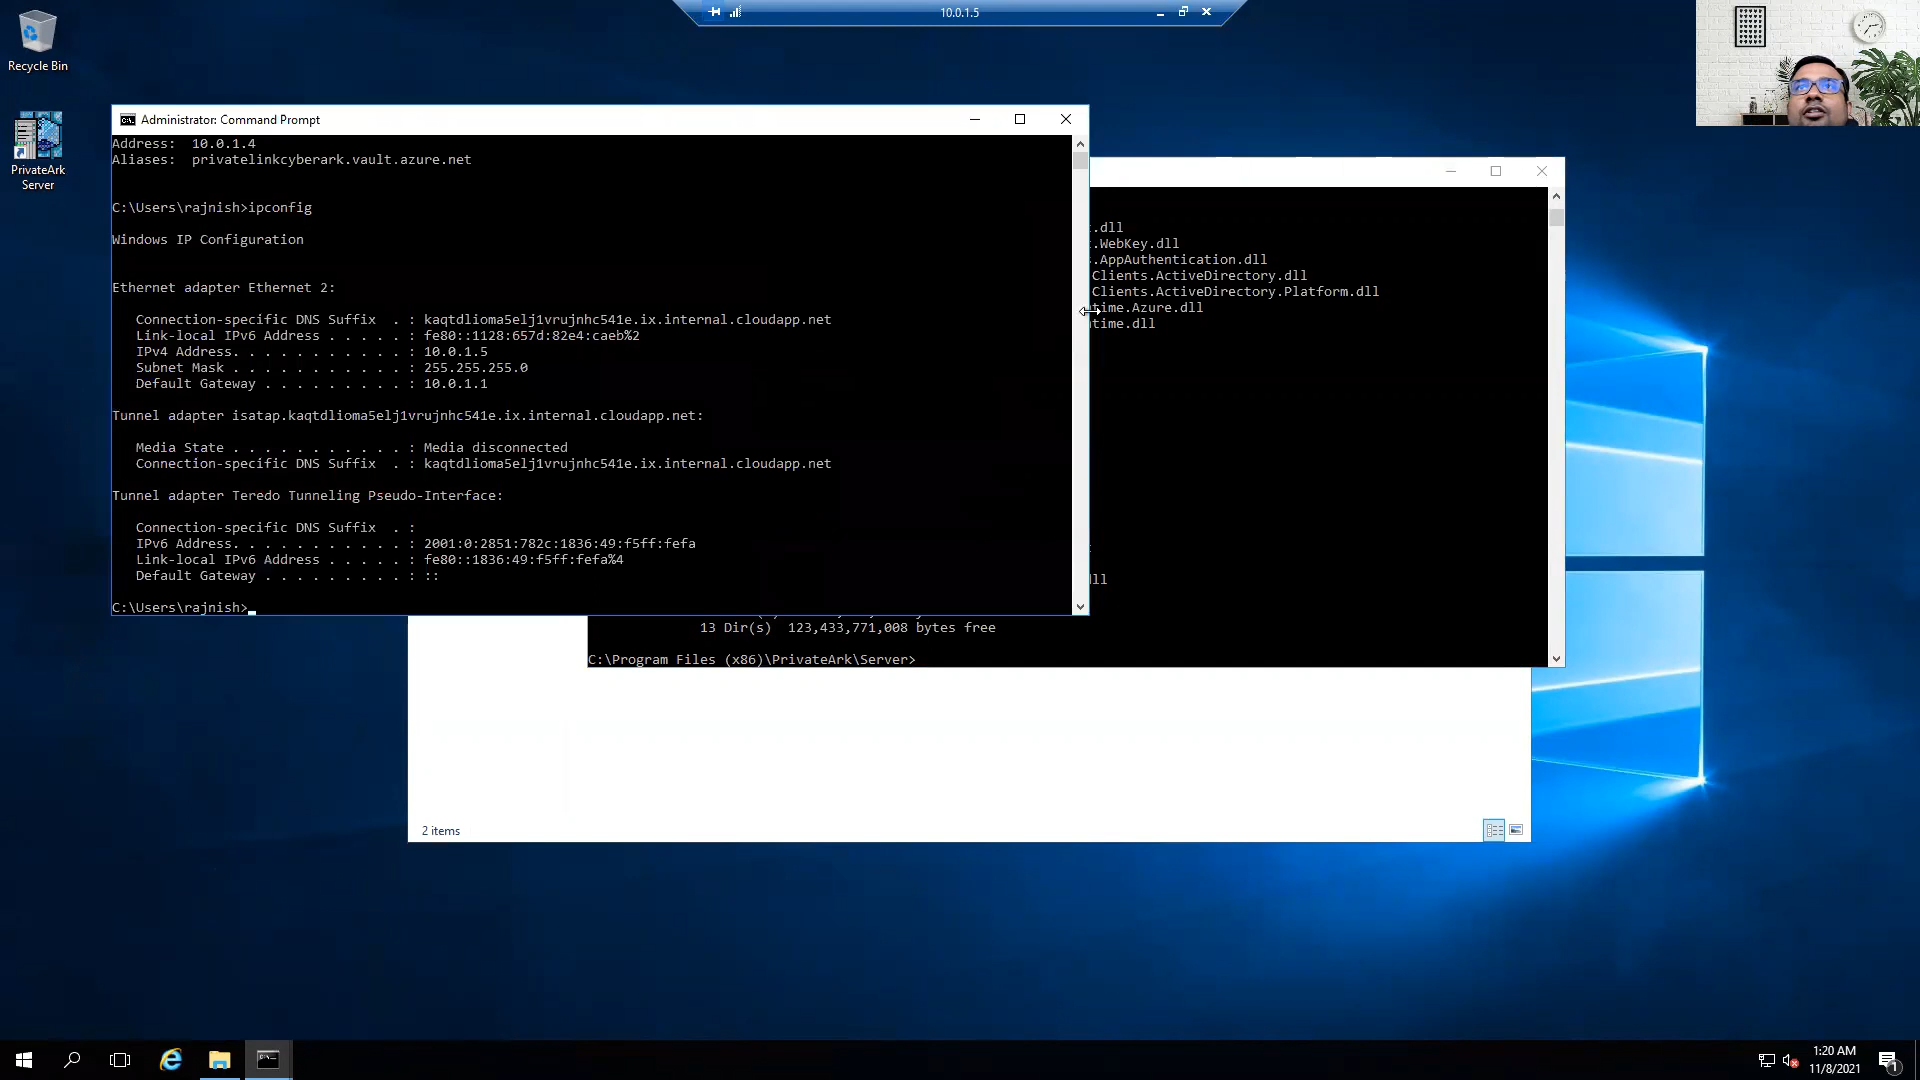 10.0.1.5
Recycle Bin
PrivateArk
Server
Administrator: Command Prompt
Address:  10.0.1.4
Aliases:  privatelinkcyberark.vault.azure.net
C:\Users\rajnish>ipconfig
Windows IP Configuration
Ethernet adapter Ethernet 2:
Connection-specific DNS Suffix  . : kaqtdlioma5elj1vrujnhc541e.ix.internal.cloudapp.net
Link-local IPv6 Address . . . . . : fe80::1128:657d:82e4:caeb%2
IPv4 Address. . . . . . . . . . . : 10.0.1.5
Subnet Mask . . . . . . . . . . . : 255.255.255.0
Default Gateway . . . . . . . . . : 10.0.1.1
Tunnel adapter isatap.kaqtdlioma5elj1vrujnhc541e.ix.internal.cloudapp.net:
Media State . . . . . . . . . . . : Media disconnected
Connection-specific DNS Suffix  . : kaqtdlioma5elj1vrujnhc541e.ix.internal.cloudapp.net
Tunnel adapter Teredo Tunneling Pseudo-Interface:
Connection-specific DNS Suffix  . :
IPv6 Address. . . . . . . . . . . : 2001:0:2851:782c:1836:49:f5ff:fefa
Link-local IPv6 Address . . . . . : fe80::1836:49:f5ff:fefa%4
Default Gateway . . . . . . . . . : ::
C:\Users\rajnish>
.dll
.WebKey.dll
.AppAuthentication.dll
Clients.ActiveDirectory.dll
Clients.ActiveDirectory.Platform.dll
time.Azure.dll
time.dll
dll
13 Dir(s)  123,433,771,008 bytes free
C:\Program Files (x86)\PrivateArk\Server>
2 items
1:20 AM
11/8/2021
1